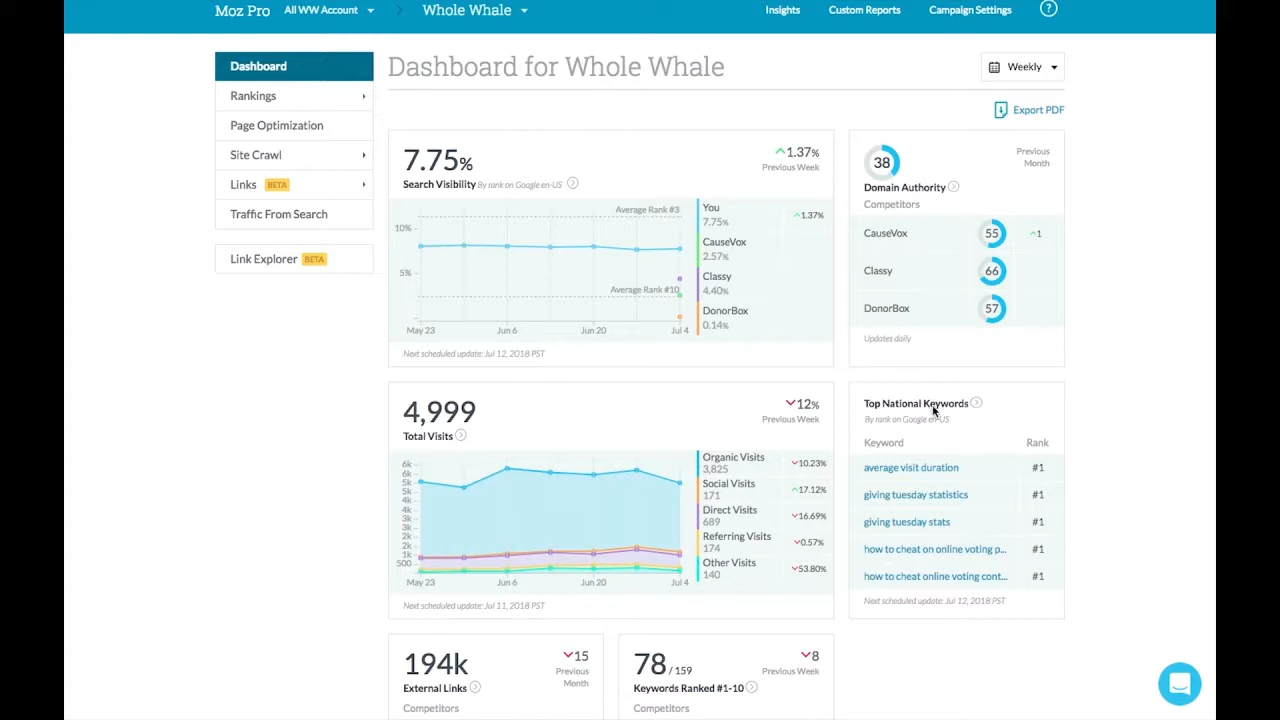 Moz Pro All WW Account Whole Whale Insights Custom Reports Campaign Settings ?
Dashboard
Rankings
Page Optimization
Site Crawl
Links BETA
Traffic From Search
Link Explorer BETA
Dashboard for Whole Whale
Weekly
Export PDF
7.75%
Search Visibility By rank on Google en-US
1.37%
Previous Week
Average Rank #3
10%
5%
Average Rank #10
May 23 Jun 6 Jun 20 Jul 4
You
7.75%
1.37%
CauseVox
2.57%
Classy
4.40%
DonorBox
0.14%
Next scheduled update: Jul 12, 2018 PST
38
Previous
Month
Domain Authority
Competitors
CauseVox 55 1
Classy 66
DonorBox 57
Updates daily
4,999
Total Visits
12%
Previous Week
6k
6k
5k
5k
4k
4k
3k
3k
2k
2k
1k
500
May 23 Jun 6 Jun 20 Jul 4
Organic Visits
3,825
10.23%
Social Visits
171
17.12%
Direct Visits
689
16.69%
Referring Visits
174
0.57%
Other Visits
140
53.80%
Next scheduled update: Jul 11, 2018 PST
Top National Keywords
By rank on Google en-US
Keyword Rank
average visit duration #1
giving tuesday statistics #1
giving tuesday stats #1
how to cheat on online voting p... #1
how to cheat online voting cont... #1
Next scheduled update: Jul 12, 2018 PST
194k
External Links
15
Previous
Month
Competitors
78 / 159
Keywords Ranked #1-10
8
Previous Week
Competitors